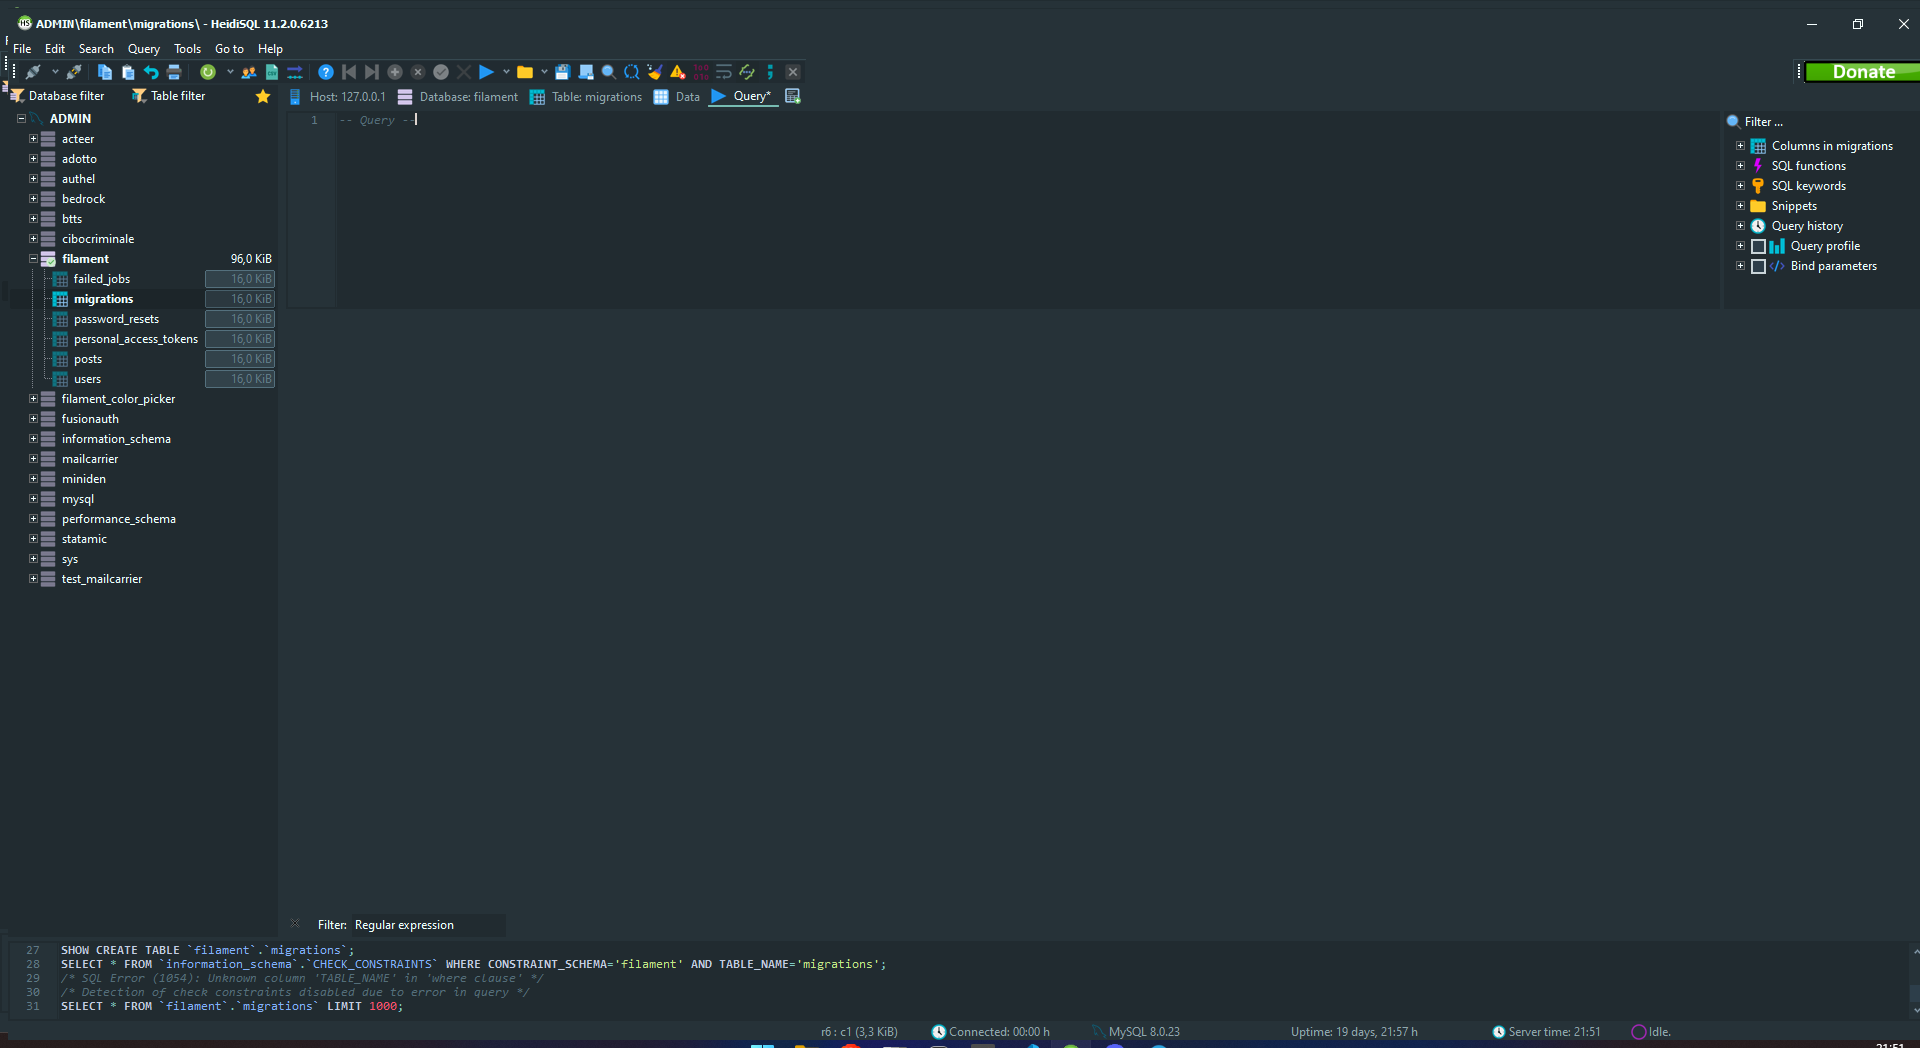 ADMIN\filament\migrations\ - HeidiSQL 11.2.0.6213
File Edit Search Query Tools Go to Help
Donate
Database filter Table filter
Host: 127.0.0.1 Database: filament Table: migrations Data Query*
ADMIN
acteer
adotto
authel
bedrock
btts
cibocriminale
filament 96,0 KiB
failed_jobs 16,0 KiB
migrations 16,0 KiB
password_resets 16,0 KiB
personal_access_tokens 16,0 KiB
posts 16,0 KiB
users 16,0 KiB
filament_color_picker
fusionauth
information_schema
mailcarrier
miniden
mysql
performance_schema
statamic
sys
test_mailcarrier
1 -- Query --
Filter ...
Columns in migrations
SQL functions
SQL keywords
Snippets
Query history
Query profile
Bind parameters
Filter: Regular expression
27 SHOW CREATE TABLE `filament`.`migrations`;
28 SELECT * FROM `information_schema`.`CHECK_CONSTRAINTS` WHERE CONSTRAINT_SCHEMA='filament' AND TABLE_NAME='migrations';
29 /* SQL Error (1054): Unknown column 'TABLE_NAME' in 'where clause' */
30 /* Detection of check constraints disabled due to error in query */
31 SELECT * FROM `filament`.`migrations` LIMIT 1000;
r6 : c1 (3,3 KiB) Connected: 00:00 h MySQL 8.0.23 Uptime: 19 days, 21:57 h Server time: 21:51 Idle.
21:51